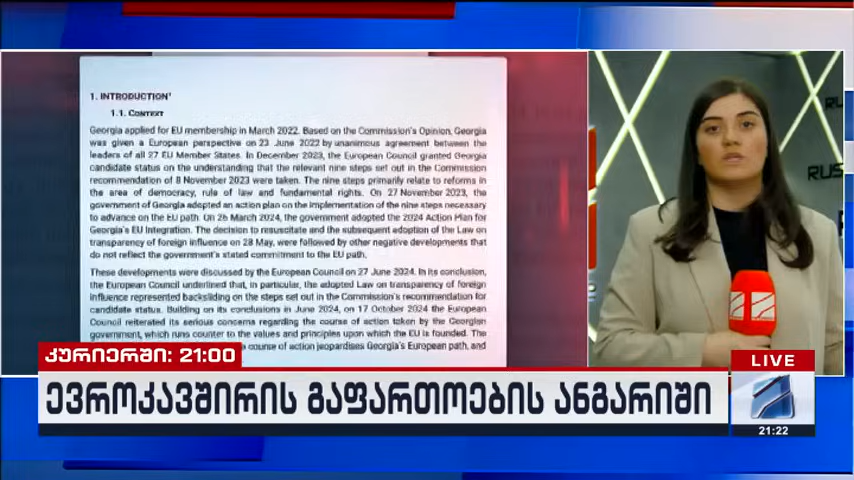 1. INTRODUCTION¹
1.1. CONTEXT
Georgia applied for EU membership in March 2022. Based on the Commission's Opinion, Georgia
was given a European perspective on 23 June 2022 by unanimous agreement between the
leaders of all 27 EU Member States. In December 2023, the European Council granted Georgia
candidate status on the understanding that the relevant nine steps set out in the Commission
recommendation of 8 November 2023 were taken. The nine steps primarily relate to reforms in
the area of democracy, rule of law and fundamental rights. On 27 November 2023, the
government of Georgia adopted an action plan on the implementation of the nine steps necessary
to advance on the EU path. On 26 March 2024, the government adopted the 2024 Action Plan for
Georgia's EU Integration. The decision to resuscitate and the subsequent adoption of the Law on
transparency of foreign influence on 28 May, were followed by other negative developments that
do not reflect the government's stated commitment to the EU path.
These developments were discussed by the European Council on 27 June 2024. In its conclusion,
the European Council underlined that, in particular, the adopted Law on transparency of foreign
influence represented backsliding on the steps set out in the Commission's recommendation for
candidate status. Building on its conclusions in June 2024, on 17 October 2024 the European
Council reiterated its serious concerns regarding the course of action taken by the Georgian
government, which runs counter to the values and principles upon which the EU is founded. The
a course of action jeopardises Georgia's European path, and
RUS
RUS
კურიერში: 21:00
ევროკავშირის გაფართოების ანგარიში
LIVE
21:22